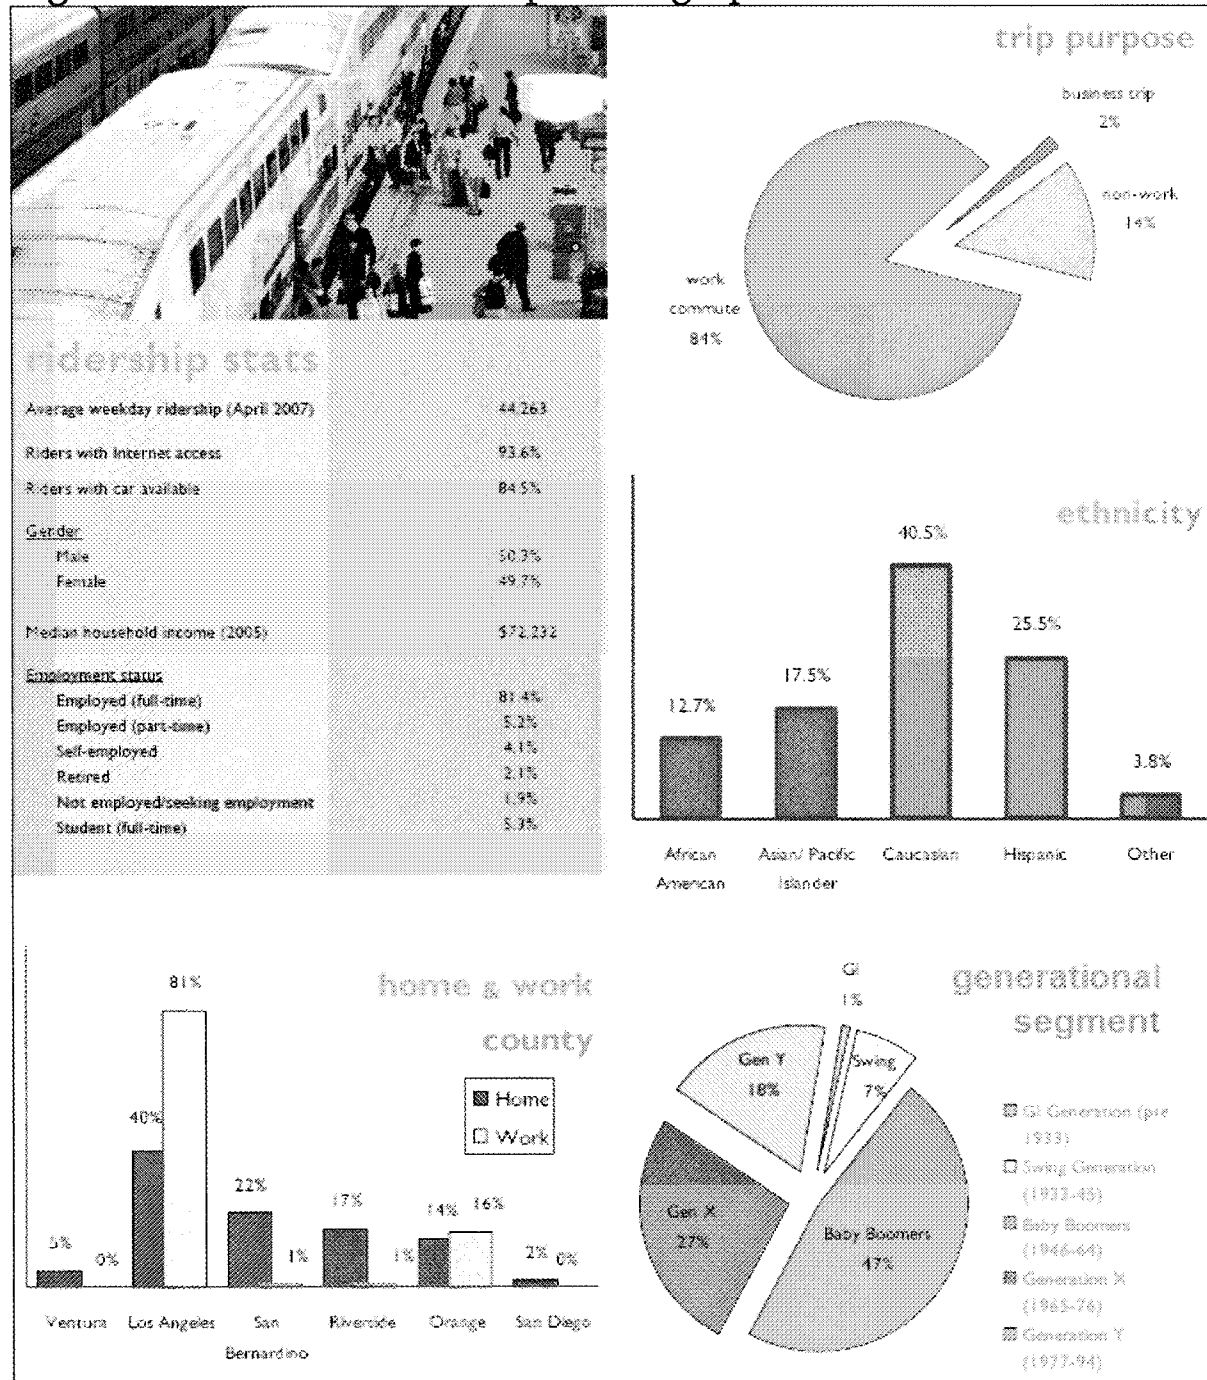 trip purpose
business trip
2%
non-work
14%
work
commute
84%
ridership stats
Average weekday ridership (April 2007) 44,263
Riders with Internet access 93.6%
Riders with car available 84.5%
Gender
Male 50.3%
Female 49.7%
Median household income (2005) $72,232
Employment status
Employed (full-time) 81.4%
Employed (part-time) 5.2%
Self-employed 4.1%
Retired 2.1%
Not employed/seeking employment 1.9%
Student (full-time) 5.3%
ethnicity
12.7%
17.5%
40.5%
25.5%
3.8%
African
American
Asian/ Pacific
Islander
Caucasian
Hispanic
Other
home & work
county
Home
Work
5% 0%
40% 81%
22% 1%
17% 1%
14% 16%
2% 0%
Ventura Los Angeles San Riverside Orange San Diego
Bernardino
generational
segment
GI
1%
Swing
7%
Gen Y
18%
Gen X
27%
Baby Boomers
47%
GI Generation (pre
1933)
Swing Generation
(1933-45)
Baby Boomers
(1946-64)
Generation X
(1965-76)
Generation Y
(1977-94)